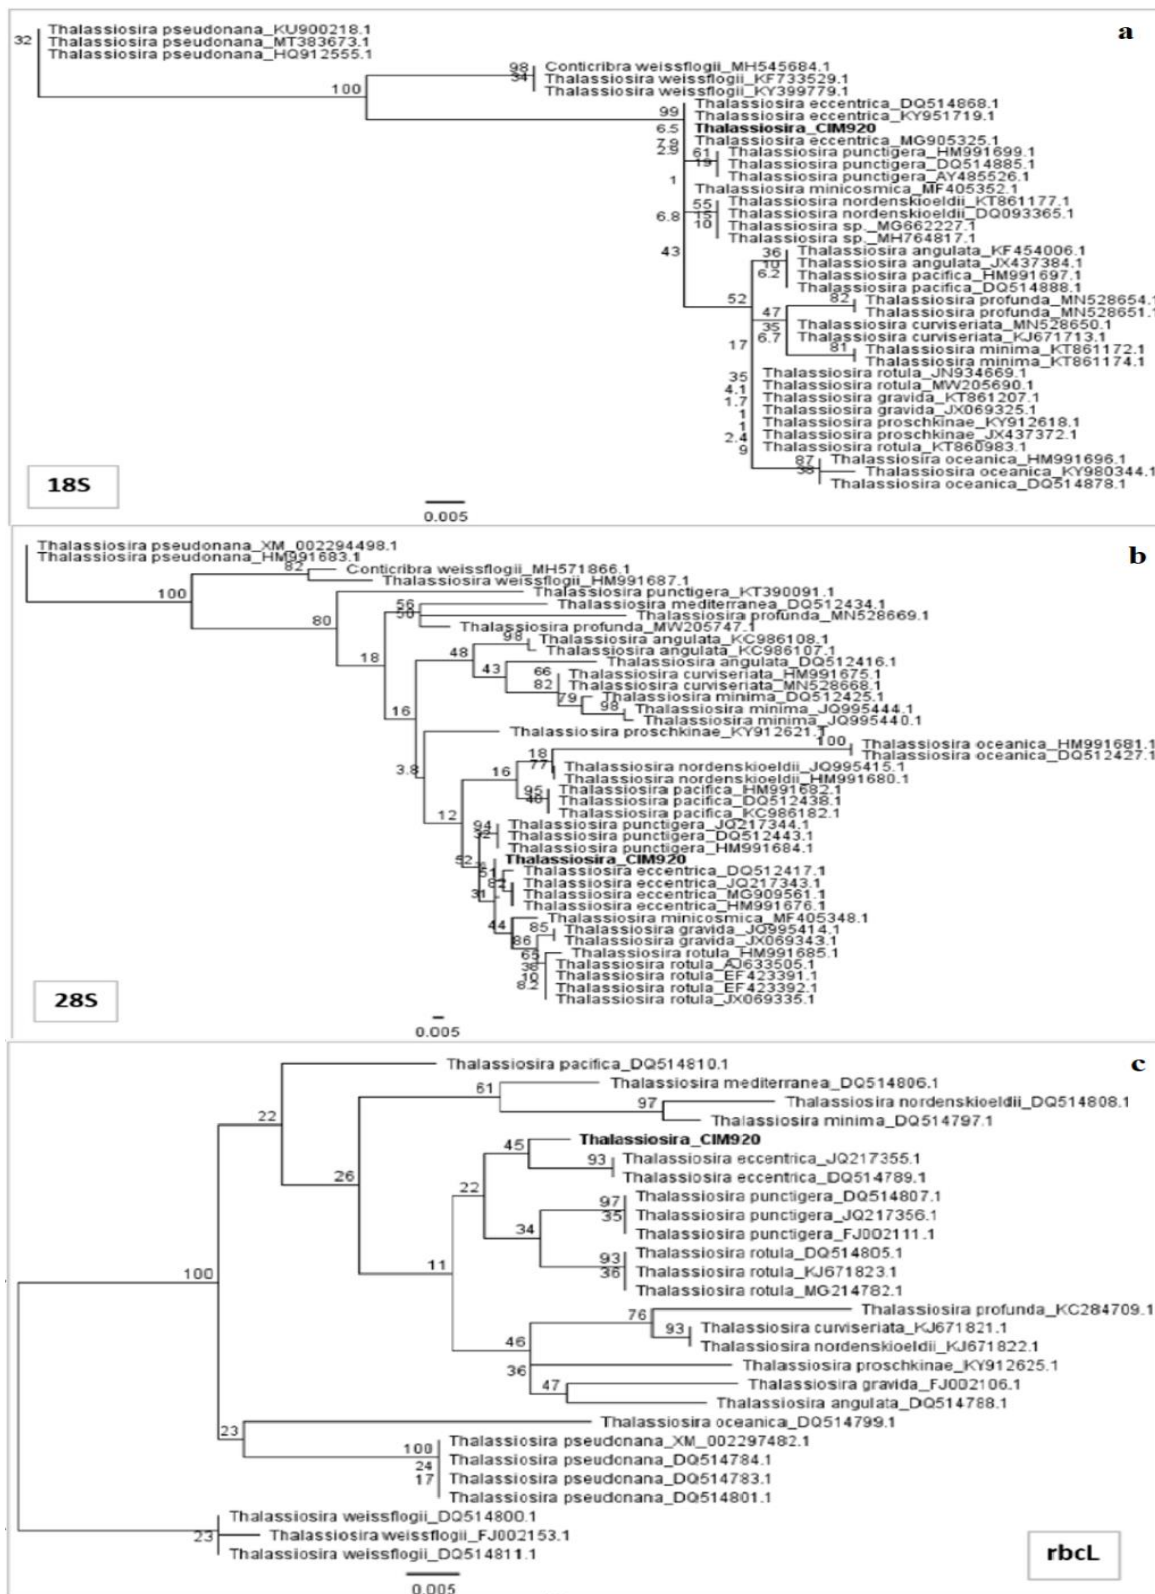 a
Thalassiosira pseudonana_KU900218.1
32
Thalassiosira pseudonana_MT383673.1
Thalassiosira pseudonana_HQ912555.1
98
Conticribra weissflogii_MH545684.1
34
Thalassiosira weissflogii_KF733529.1
100
Thalassiosira weissflogii_KY399779.1
Thalassiosira eccentrica_DQ514868.1
99
Thalassiosira eccentrica_KY951719.1
6.5
Thalassiosira_CIM920
7.9
Thalassiosira eccentrica_MG905325.1
2.9
61
Thalassiosira punctigera_HM991699.1
19
Thalassiosira punctigera_DQ514885.1
1
Thalassiosira punctigera_AY485526.1
Thalassiosira minicosmica_MF405352.1
55
Thalassiosira nordenskioeldii_KT861177.1
6.8
15
Thalassiosira nordenskioeldii_DQ093365.1
10
Thalassiosira sp._MG662227.1
Thalassiosira sp._MH764817.1
43
36
Thalassiosira angulata_KF454006.1
10
Thalassiosira angulata_JX437384.1
6.2
Thalassiosira pacifica_HM991697.1
Thalassiosira pacifica_DQ514888.1
52
82
Thalassiosira profunda_MN528654.1
47
Thalassiosira profunda_MN528651.1
35
Thalassiosira curviseriata_MN528650.1
6.7
Thalassiosira curviseriata_KJ671713.1
17
81
Thalassiosira minima_KT861172.1
Thalassiosira minima_KT861174.1
35
Thalassiosira rotula_JN934669.1
4.1
Thalassiosira rotula_MW205690.1
1.7
Thalassiosira gravida_KT861207.1
1
Thalassiosira gravida_JX069325.1
1
Thalassiosira proschkinae_KY912618.1
2.4
Thalassiosira proschkinae_JX437372.1
9
Thalassiosira rotula_KT860983.1
87
Thalassiosira oceanica_HM991696.1
38
Thalassiosira oceanica_KY980344.1
Thalassiosira oceanica_DQ514878.1
18S
0.005
b
Thalassiosira pseudonana_XM_002294498.1
Thalassiosira pseudonana_HM991683.1
82
Conticribra weissflogii_MH571866.1
Thalassiosira weissflogii_HM991687.1
100
Thalassiosira punctigera_KT390091.1
56
Thalassiosira mediterranea_DQ512434.1
50
Thalassiosira profunda_MN528669.1
80
Thalassiosira profunda_MW205747.1
98
Thalassiosira angulata_KC986108.1
48
Thalassiosira angulata_KC986107.1
18
43
Thalassiosira angulata_DQ512416.1
66
Thalassiosira curviseriata_HM991675.1
82
Thalassiosira curviseriata_MN528668.1
79
Thalassiosira minima_DQ512425.1
16
98
Thalassiosira minima_JQ995444.1
Thalassiosira minima_JQ995440.1
Thalassiosira proschkinae_KY912621.1
100
Thalassiosira oceanica_HM991681.1
18
Thalassiosira oceanica_DQ512427.1
77
Thalassiosira nordenskioeldii_JQ995415.1
3.8
16
Thalassiosira nordenskioeldii_HM991680.1
95
Thalassiosira pacifica_HM991682.1
40
Thalassiosira pacifica_DQ512438.1
12
Thalassiosira pacifica_KC986182.1
94
Thalassiosira punctigera_JQ217344.1
Thalassiosira punctigera_DQ512443.1
Thalassiosira punctigera_HM991684.1
52
Thalassiosira_CIM920
51
Thalassiosira eccentrica_DQ512417.1
Thalassiosira eccentrica_JQ217343.1
31
Thalassiosira eccentrica_MG909561.1
Thalassiosira eccentrica_HM991676.1
Thalassiosira minicosmica_MF405348.1
44
85
Thalassiosira gravida_JQ995414.1
86
Thalassiosira gravida_JX069343.1
65
Thalassiosira rotula_HM991685.1
38
Thalassiosira rotula_AJ633505.1
10
Thalassiosira rotula_EF423391.1
8.2
Thalassiosira rotula_EF423392.1
Thalassiosira rotula_JX069335.1
28S
0.005
c
Thalassiosira pacifica_DQ514810.1
61
Thalassiosira mediterranea_DQ514806.1
97
Thalassiosira nordenskioeldii_DQ514808.1
22
Thalassiosira minima_DQ514797.1
45
Thalassiosira_CIM920
93
Thalassiosira eccentrica_JQ217355.1
26
Thalassiosira eccentrica_DQ514789.1
22
97
Thalassiosira punctigera_DQ514807.1
35
Thalassiosira punctigera_JQ217356.1
34
Thalassiosira punctigera_FJ002111.1
93
Thalassiosira rotula_DQ514805.1
100
11
36
Thalassiosira rotula_KJ671823.1
Thalassiosira rotula_MG214782.1
76
Thalassiosira profunda_KC284709.1
93
Thalassiosira curviseriata_KJ671821.1
46
Thalassiosira nordenskioeldii_KJ671822.1
36
Thalassiosira proschkinae_KY912625.1
47
Thalassiosira gravida_FJ002106.1
Thalassiosira angulata_DQ514788.1
23
Thalassiosira oceanica_DQ514799.1
100
Thalassiosira pseudonana_XM_002297482.1
24
Thalassiosira pseudonana_DQ514784.1
17
Thalassiosira pseudonana_DQ514783.1
Thalassiosira pseudonana_DQ514801.1
Thalassiosira weissflogii_DQ514800.1
23
Thalassiosira weissflogii_FJ002153.1
Thalassiosira weissflogii_DQ514811.1
rbcL
0.005